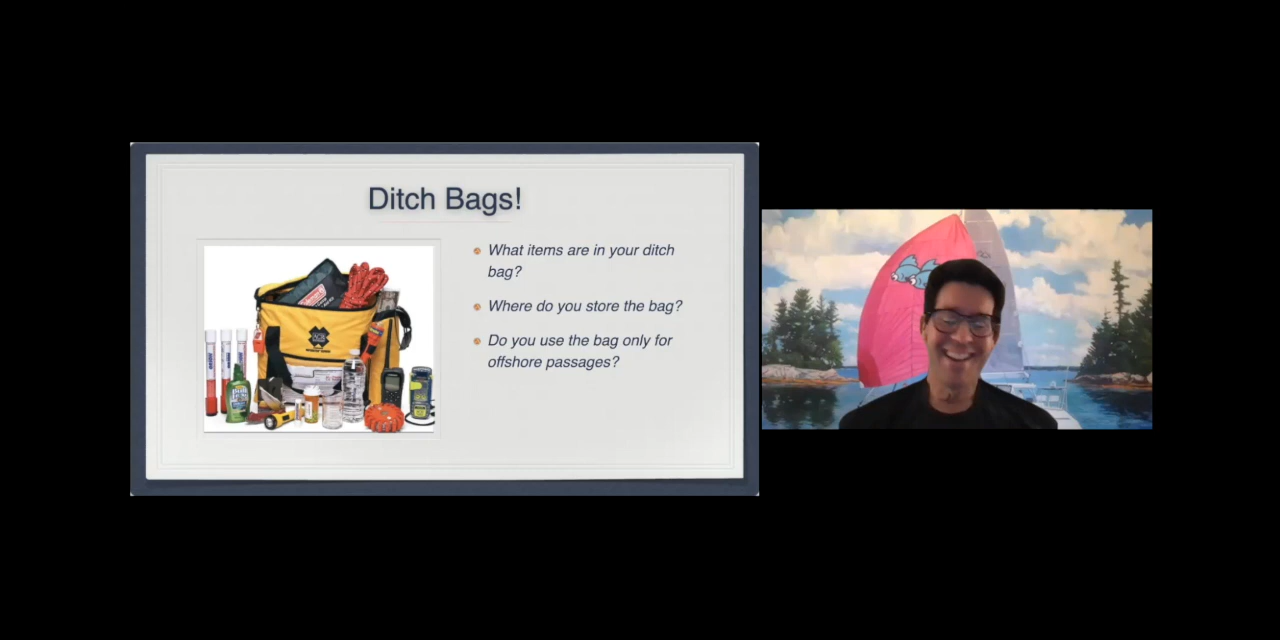 Ditch Bags!
What items are in your ditch
bag?
Where do you store the bag?
Do you use the bag only for
offshore passages?